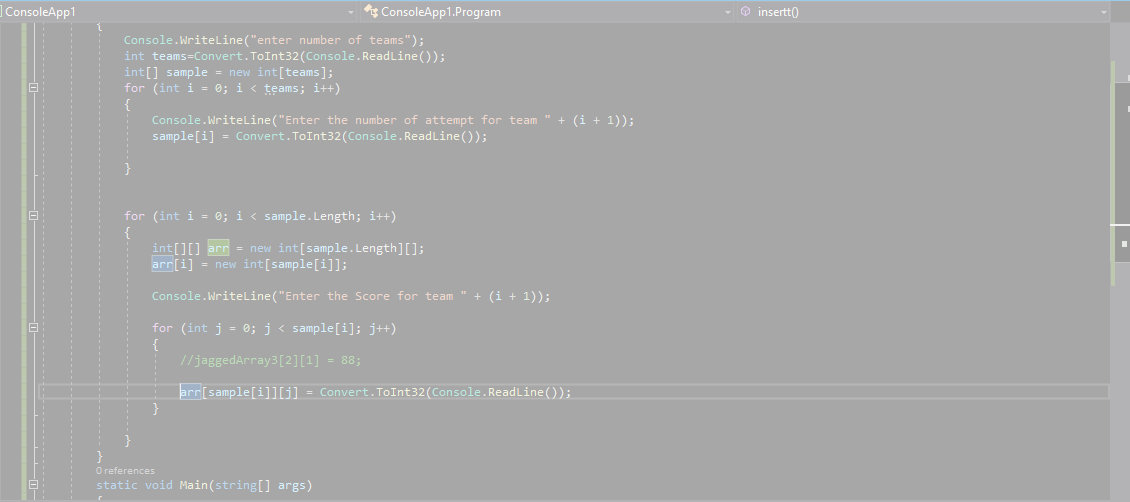 ConsoleApp1 ConsoleApp1.Program insertt()
{
Console.WriteLine("enter number of teams");
int teams=Convert.ToInt32(Console.ReadLine());
int[] sample = new int[teams];
for (int i = 0; i < teams; i++)
{
Console.WriteLine("Enter the number of attempt for team " + (i + 1));
sample[i] = Convert.ToInt32(Console.ReadLine());
}
for (int i = 0; i < sample.Length; i++)
{
int[][] arr = new int[sample.Length][];
arr[i] = new int[sample[i]];
Console.WriteLine("Enter the Score for team " + (i + 1));
for (int j = 0; j < sample[i]; j++)
{
//jaggedArray3[2][1] = 88;
arr[sample[i]][j] = Convert.ToInt32(Console.ReadLine());
}
}
}
0 references
static void Main(string[] args)
{